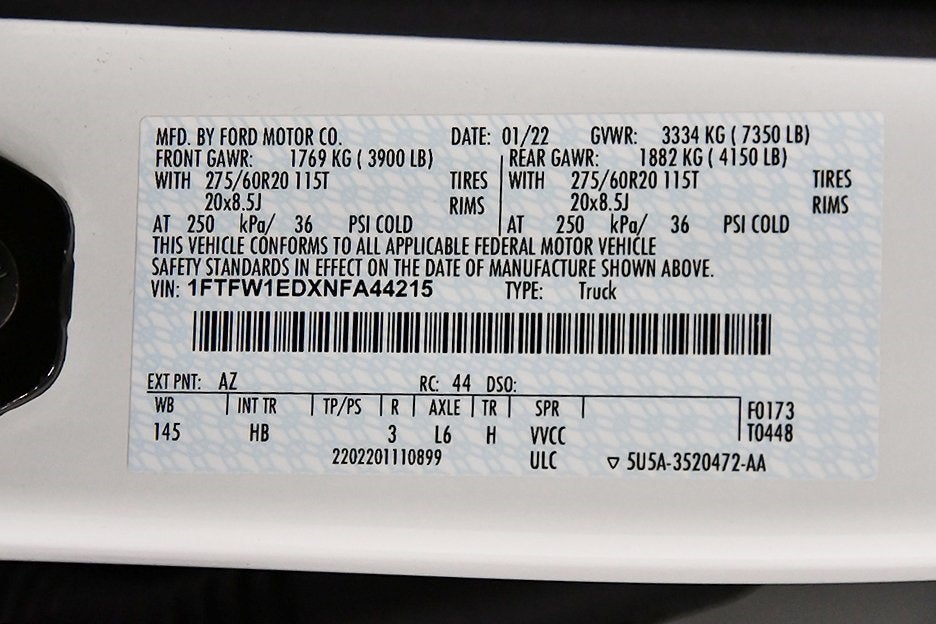 MFD. BY FORD MOTOR CO. DATE: 01/22 GVWR: 3334 KG ( 7350 LB)
FRONT GAWR: 1769 KG ( 3900 LB) REAR GAWR: 1882 KG ( 4150 LB)
WITH 275/60R20 115T TIRES WITH 275/60R20 115T TIRES
20x8.5J RIMS 20x8.5J RIMS
AT 250 kPa/ 36 PSI COLD AT 250 kPa/ 36 PSI COLD
THIS VEHICLE CONFORMS TO ALL APPLICABLE FEDERAL MOTOR VEHICLE
SAFETY STANDARDS IN EFFECT ON THE DATE OF MANUFACTURE SHOWN ABOVE.
VIN: 1FTFW1EDXNFA44215 TYPE: Truck
EXT PNT: AZ RC: 44 DSO:
WB INT TR TP/PS R AXLE TR SPR F0173
145 HB 3 L6 H VVCC T0448
2202201110899 ULC ▽ 5U5A-3520472-AA